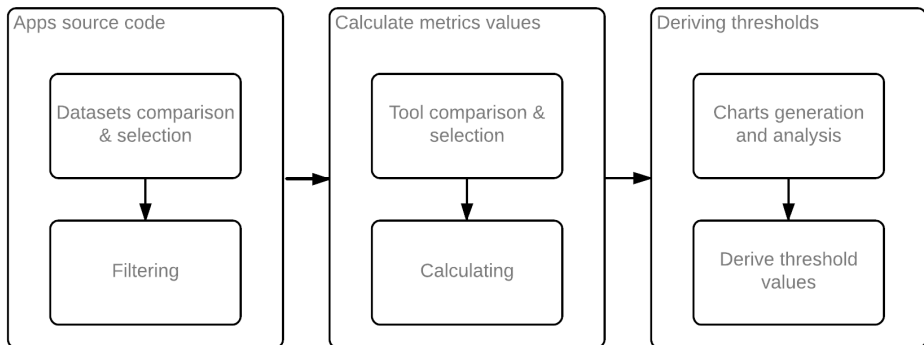 Apps source code
Datasets comparison
& selection
Filtering
Calculate metrics values
Tool comparison &
selection
Calculating
Deriving thresholds
Charts generation
and analysis
Derive threshold
values